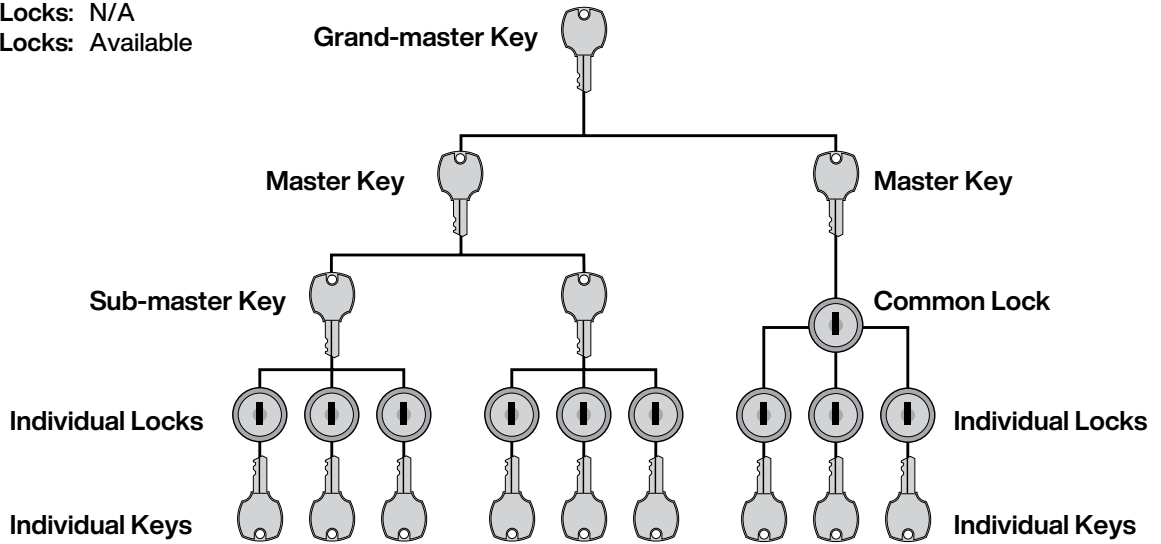 Locks: N/A
Locks: Available
Grand-master Key
Master Key
Master Key
Sub-master Key
Common Lock
Individual Locks
Individual Locks
Individual Keys
Individual Keys